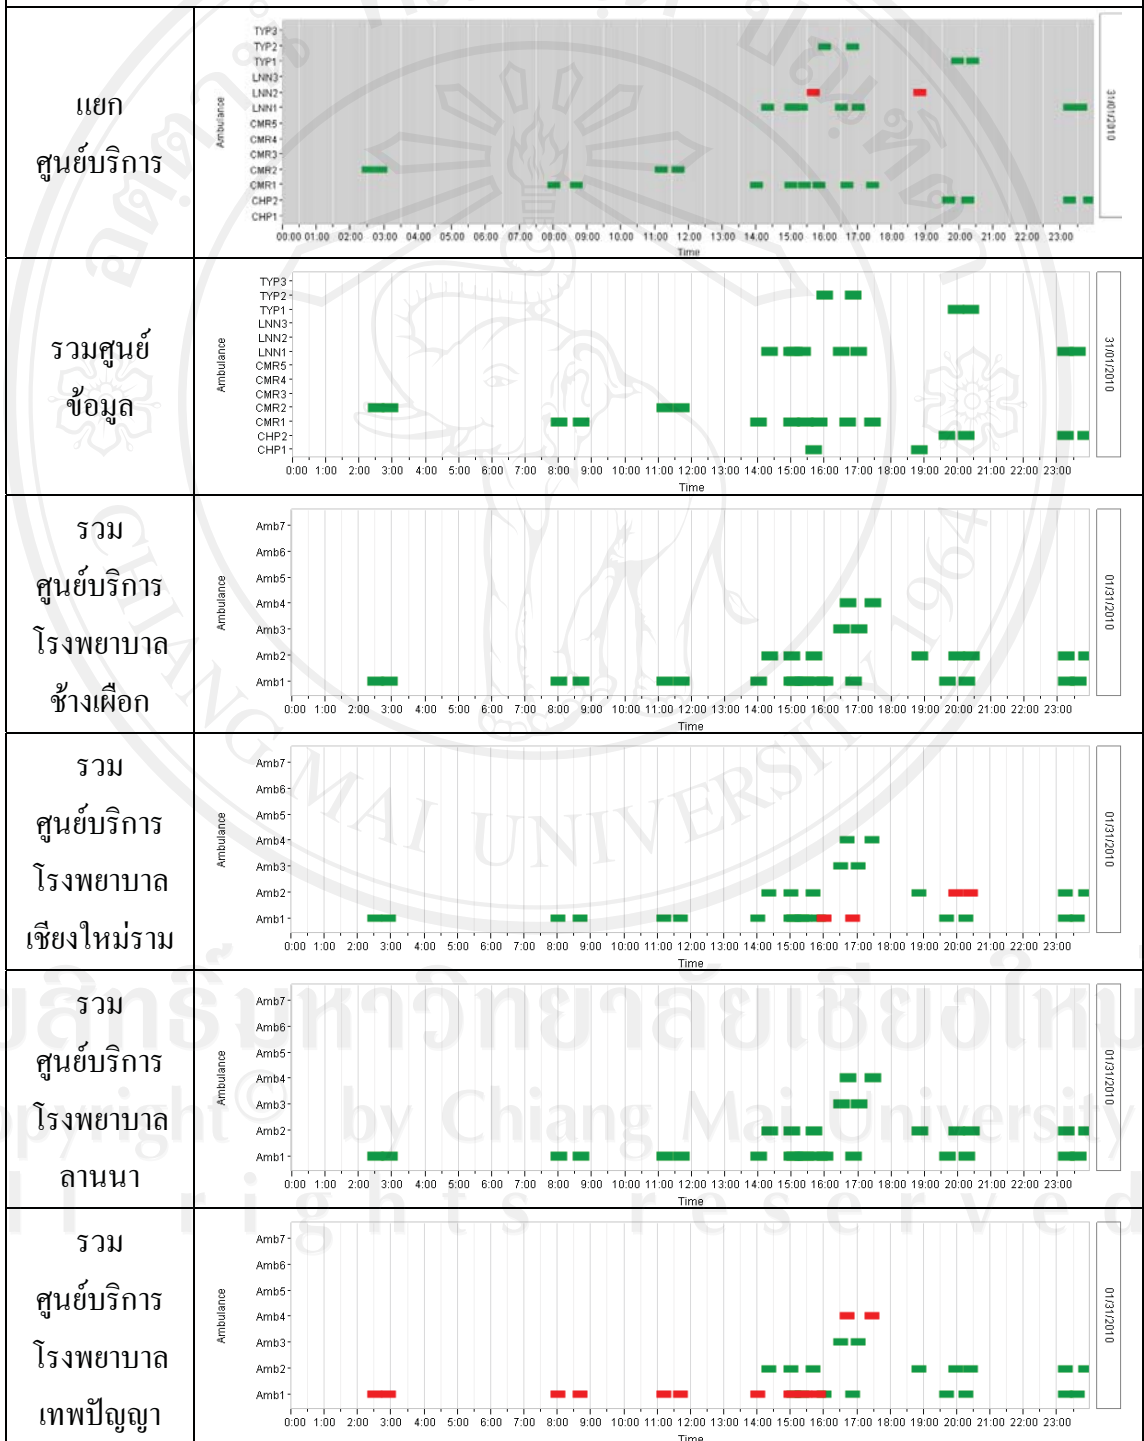 แยก
ศูนย์บริการ
Ambulance
TYP3
TYP2
TYP1
LNN3
LNN2
LNN1
CMR5
CMR4
CMR3
CMR2
CMR1
CHP2
CHP1
00:00 01:00 02:00 03:00 04:00 05:00 06:00 07:00 08:00 09:00 10:00 11:00 12:00 13:00 14:00 15:00 16:00 17:00 18:00 19:00 20:00 21:00 22:00 23:00
Time
31/01/2010
รวมศูนย์
ข้อมูล
Ambulance
TYP3
TYP2
TYP1
LNN3
LNN2
LNN1
CMR5
CMR4
CMR3
CMR2
CMR1
CHP2
CHP1
0:00 1:00 2:00 3:00 4:00 5:00 6:00 7:00 8:00 9:00 10:00 11:00 12:00 13:00 14:00 15:00 16:00 17:00 18:00 19:00 20:00 21:00 22:00 23:00
Time
31/01/2010
รวม
ศูนย์บริการ
โรงพยาบาล
ช้างเผือก
Ambulance
Amb7
Amb6
Amb5
Amb4
Amb3
Amb2
Amb1
0:00 1:00 2:00 3:00 4:00 5:00 6:00 7:00 8:00 9:00 10:00 11:00 12:00 13:00 14:00 15:00 16:00 17:00 18:00 19:00 20:00 21:00 22:00 23:00
Time
01/31/2010
รวม
ศูนย์บริการ
โรงพยาบาล
เชียงใหม่ราม
Ambulance
Amb7
Amb6
Amb5
Amb4
Amb3
Amb2
Amb1
0:00 1:00 2:00 3:00 4:00 5:00 6:00 7:00 8:00 9:00 10:00 11:00 12:00 13:00 14:00 15:00 16:00 17:00 18:00 19:00 20:00 21:00 22:00 23:00
Time
01/31/2010
รวม
ศูนย์บริการ
โรงพยาบาล
ลานนา
Ambulance
Amb7
Amb6
Amb5
Amb4
Amb3
Amb2
Amb1
0:00 1:00 2:00 3:00 4:00 5:00 6:00 7:00 8:00 9:00 10:00 11:00 12:00 13:00 14:00 15:00 16:00 17:00 18:00 19:00 20:00 21:00 22:00 23:00
Time
01/31/2010
รวม
ศูนย์บริการ
โรงพยาบาล
เทพปัญญา
Ambulance
Amb7
Amb6
Amb5
Amb4
Amb3
Amb2
Amb1
0:00 1:00 2:00 3:00 4:00 5:00 6:00 7:00 8:00 9:00 10:00 11:00 12:00 13:00 14:00 15:00 16:00 17:00 18:00 19:00 20:00 21:00 22:00 23:00
Time
01/31/2010
CHIANG MAI UNIVERSITY 1964
ยสิทธิ์มหาวิทยาลัยเชียงใหม่
opyright © by Chiang Mai University
l l rights reserved